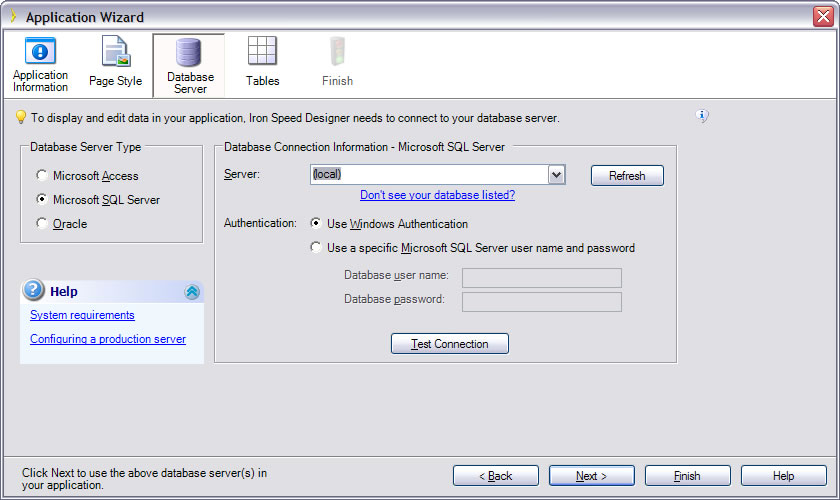 Application Wizard
Application
Information
Page Style
Database
Server
Tables
Finish
To display and edit data in your application, Iron Speed Designer needs to connect to your database server.
Database Server Type
Microsoft Access
Microsoft SQL Server
Oracle
Database Connection Information - Microsoft SQL Server
Server:
(local)
Refresh
Don't see your database listed?
Authentication:
Use Windows Authentication
Use a specific Microsoft SQL Server user name and password
Database user name:
Database password:
Test Connection
Help
System requirements
Configuring a production server
Click Next to use the above database server(s) in
your application.
< Back
Next >
Finish
Help